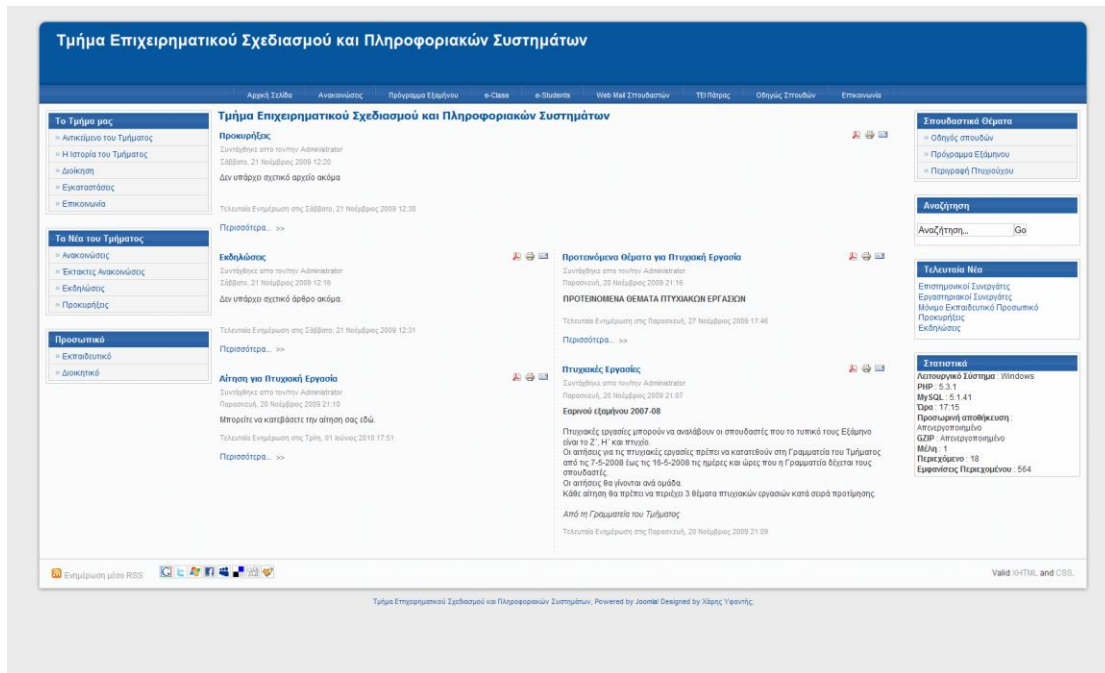 Τμήμα Επιχειρηματικού Σχεδιασμού και Πληροφοριακών Συστημάτων
Αρχική Σελίδα Ανακοινώσεις Πρόγραμμα Εξαμήνου e-Class e-Students Web Mail Σπουδαστών ΤΕΙ Πάτρας Οδηγός Σπουδών Επικοινωνία
Το Τμήμα μας
» Αντικείμενο του Τμήματος
» Η Ιστορία του Τμήματος
» Διοίκηση
» Εγκαταστάσεις
» Επικοινωνία
Τα Νέα του Τμήματος
» Ανακοινώσεις
» Έκτακτες Ανακοινώσεις
» Εκδηλώσεις
» Προκυρήξεις
Προσωπικό
» Εκπαιδευτικό
» Διοικητικό
Τμήμα Επιχειρηματικού Σχεδιασμού και Πληροφοριακών Συστημάτων
Προκυρήξεις
Συντάχθηκε απο τον/την Administrator
Σάββατο, 21 Νοέμβριος 2009 12:20
Δεν υπάρχει σχετικό αρχείο ακόμα.
Τελευταία Ενημέρωση στις Σάββατο, 21 Νοέμβριος 2009 12:30
Περισσότερα... >>
Εκδηλώσεις
Συντάχθηκε απο τον/την Administrator
Σάββατο, 21 Νοέμβριος 2009 12:16
Δεν υπάρχει σχετικό άρθρο ακόμα.
Τελευταία Ενημέρωση στις Σάββατο, 21 Νοέμβριος 2009 12:31
Περισσότερα... >>
Αίτηση για Πτυχιακή Εργασία
Συντάχθηκε απο τον/την Administrator
Παρασκευή, 20 Νοέμβριος 2009 21:10
Μπορείτε να κατεβάσετε την αίτηση σας εδώ.
Τελευταία Ενημέρωση στις Τρίτη, 01 Ιούνιος 2010 17:51
Περισσότερα... >>
Προτεινόμενα Θέματα για Πτυχιακή Εργασία
Συντάχθηκε απο τον/την Administrator
Παρασκευή, 20 Νοέμβριος 2009 21:16
ΠΡΟΤΕΙΝΟΜΕΝΑ ΘΕΜΑΤΑ ΠΤΥΧΙΑΚΩΝ ΕΡΓΑΣΙΩΝ
Τελευταία Ενημέρωση στις Παρασκευή, 27 Νοέμβριος 2009 17:46
Περισσότερα... >>
Πτυχιακές Εργασίες
Συντάχθηκε απο τον/την Administrator
Παρασκευή, 20 Νοέμβριος 2009 21:07
Εαρινού εξαμήνου 2007-08
Πτυχιακές εργασίες μπορούν να αναλάβουν οι σπουδαστές που το τυπικό τους Εξάμηνο
είναι το Ζ΄, Η΄ και πτυχίο.
Οι αιτήσεις για τις πτυχιακές εργασίες πρέπει να κατατεθούν στη Γραμματεία του Τμήματος
από τις 7-5-2008 έως τις 16-5-2008 τις ημέρες και ώρες που η Γραμματεία δέχεται τους
σπουδαστές.
Οι αιτήσεις θα γίνονται ανά ομάδα.
Κάθε αίτηση θα πρέπει να περιέχει 3 θέματα πτυχιακών εργασιών κατά σειρά προτίμησης.
Από τη Γραμματεία του Τμήματος
Τελευταία Ενημέρωση στις Παρασκευή, 20 Νοέμβριος 2009 21:09
Σπουδαστικά Θέματα
» Οδηγός σπουδών
» Πρόγραμμα Εξάμηνου
» Περιγραφή Πτυχιούχου
Αναζήτηση
Αναζήτηση... Go
Τελευταία Νέα
Επιστημονικοί Συνεργάτες
Εργαστηριακοί Συνεργάτες
Μόνιμο Εκπαιδευτικό Προσωπικό
Προκυρήξεις
Εκδηλώσεις
Στατιστικά
Λειτουργικό Σύστημα : Windows
PHP : 5.3.1
MySQL : 5.1.41
Ώρα : 17:15
Προσωρινή αποθήκευση :
Απενεργοποιημένο
GZIP : Απενεργοποιημένο
Μέλη : 1
Περιεχόμενο : 18
Εμφανίσεις Περιεχομένου : 564
Ενημέρωση μέσο RSS
Valid XHTML and CSS.
Τμήμα Επιχειρηματικού Σχεδιασμού και Πληροφοριακών Συστημάτων, Powered by Joomla! Designed by Χάρης Υφαντής.